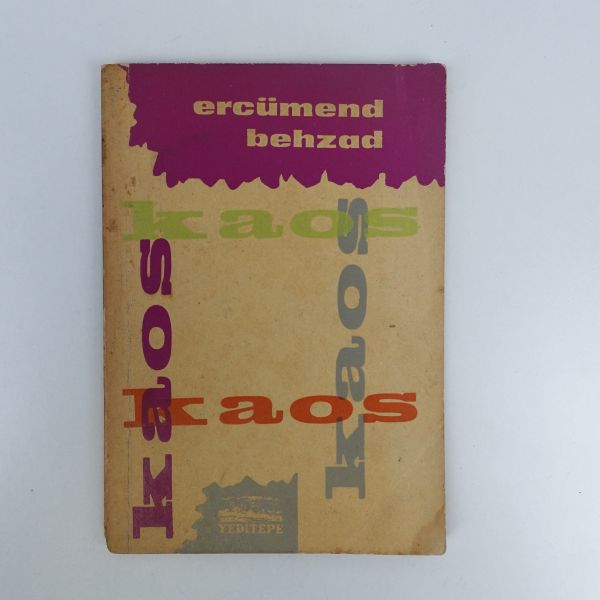 ercümend
behzad
kaos
kaos
kaos
kaos
YEDİTEPE